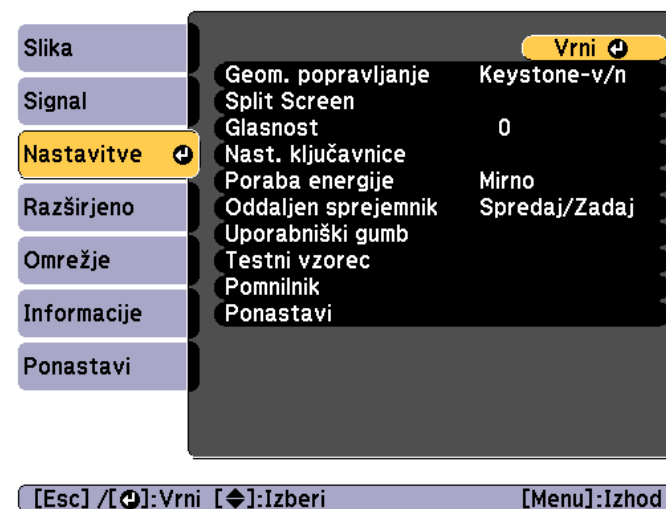 Slika
Signal
Nastavitve
Razširjeno
Omrežje
Informacije
Ponastavi
Vrni
Geom. popravljanje Keystone-v/n
Split Screen
Glasnost 0
Nast. ključavnice
Poraba energije Mirno
Oddaljen sprejemnik Spredaj/Zadaj
Uporabniški gumb
Testni vzorec
Pomnilnik
Ponastavi
[Esc] /[⏎]:Vrni [◆]:Izberi [Menu]:Izhod